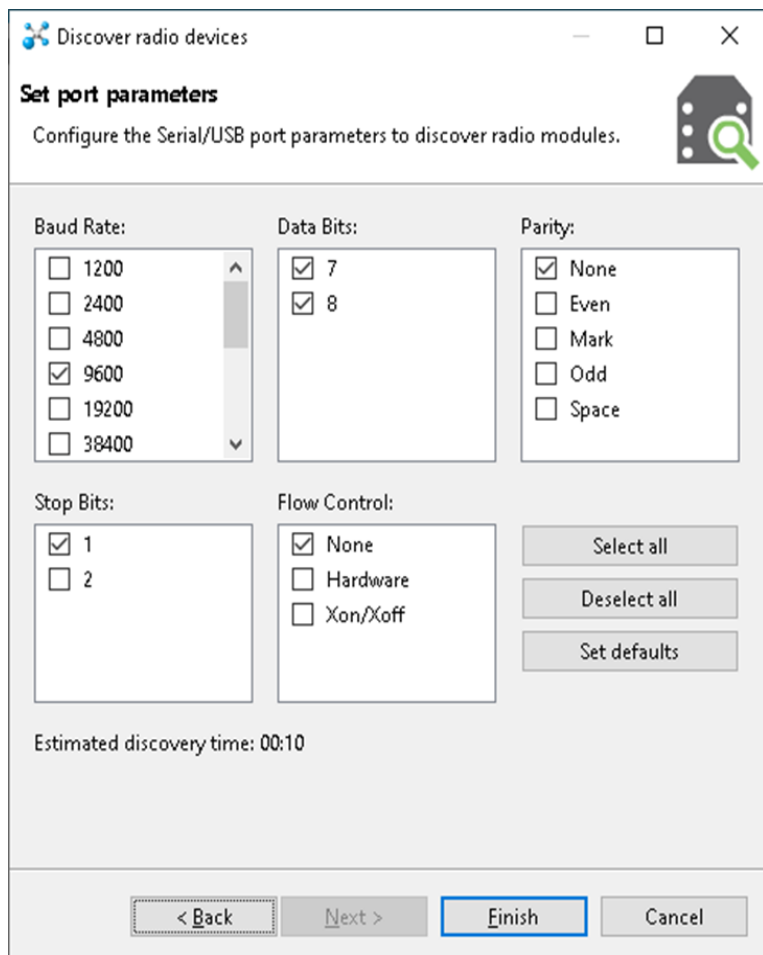 Discover radio devices
Set port parameters
Configure the Serial/USB port parameters to discover radio modules.
Baud Rate:
1200
2400
4800
9600
19200
38400
Data Bits:
7
8
Parity:
None
Even
Mark
Odd
Space
Stop Bits:
1
2
Flow Control:
None
Hardware
Xon/Xoff
Select all
Deselect all
Set defaults
Estimated discovery time: 00:10
< Back
Next >
Finish
Cancel